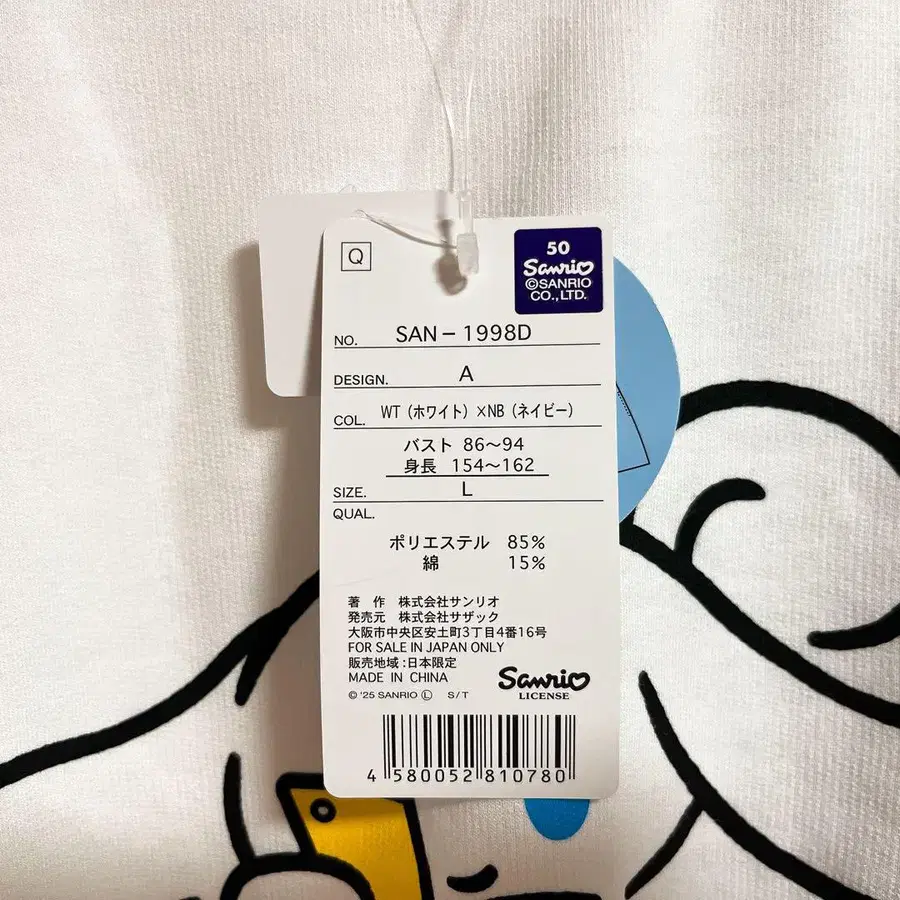 Q
50
Sanrio
©SANRIO
CO.,LTD.
NO. SAN-1998D
DESIGN. A
COL. WT(ホワイト)×NB(ネイビー)
バスト 86〜94
身長 154〜162
SIZE. L
QUAL.
ポリエステル 85%
綿 15%
著 作 株式会社サンリオ
発売元 株式会社サザック
大阪市中央区安土町3丁目4番16号
FOR SALE IN JAPAN ONLY
販売地域:日本限定
MADE IN CHINA
© '25 SANRIO Ⓛ S/T
Sanrio
LICENSE
4 580052 810780